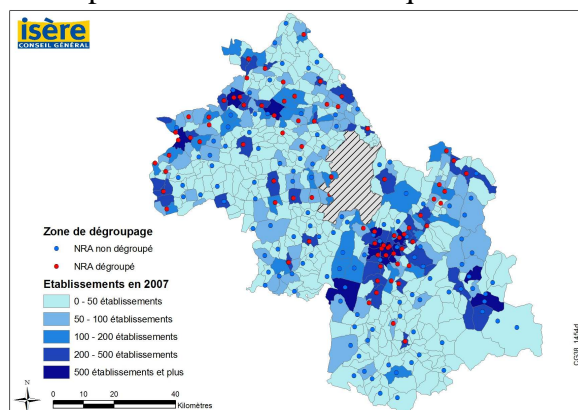 isère
CONSEIL GÉNÉRAL
Zone de dégroupage
NRA non dégroupé
NRA dégroupé
Etablissements en 2007
0 - 50 établissements
50 - 100 établissements
100 - 200 établissements
200 - 500 établissements
500 établissements et plus
N
0 10 20 40
Kilomètres